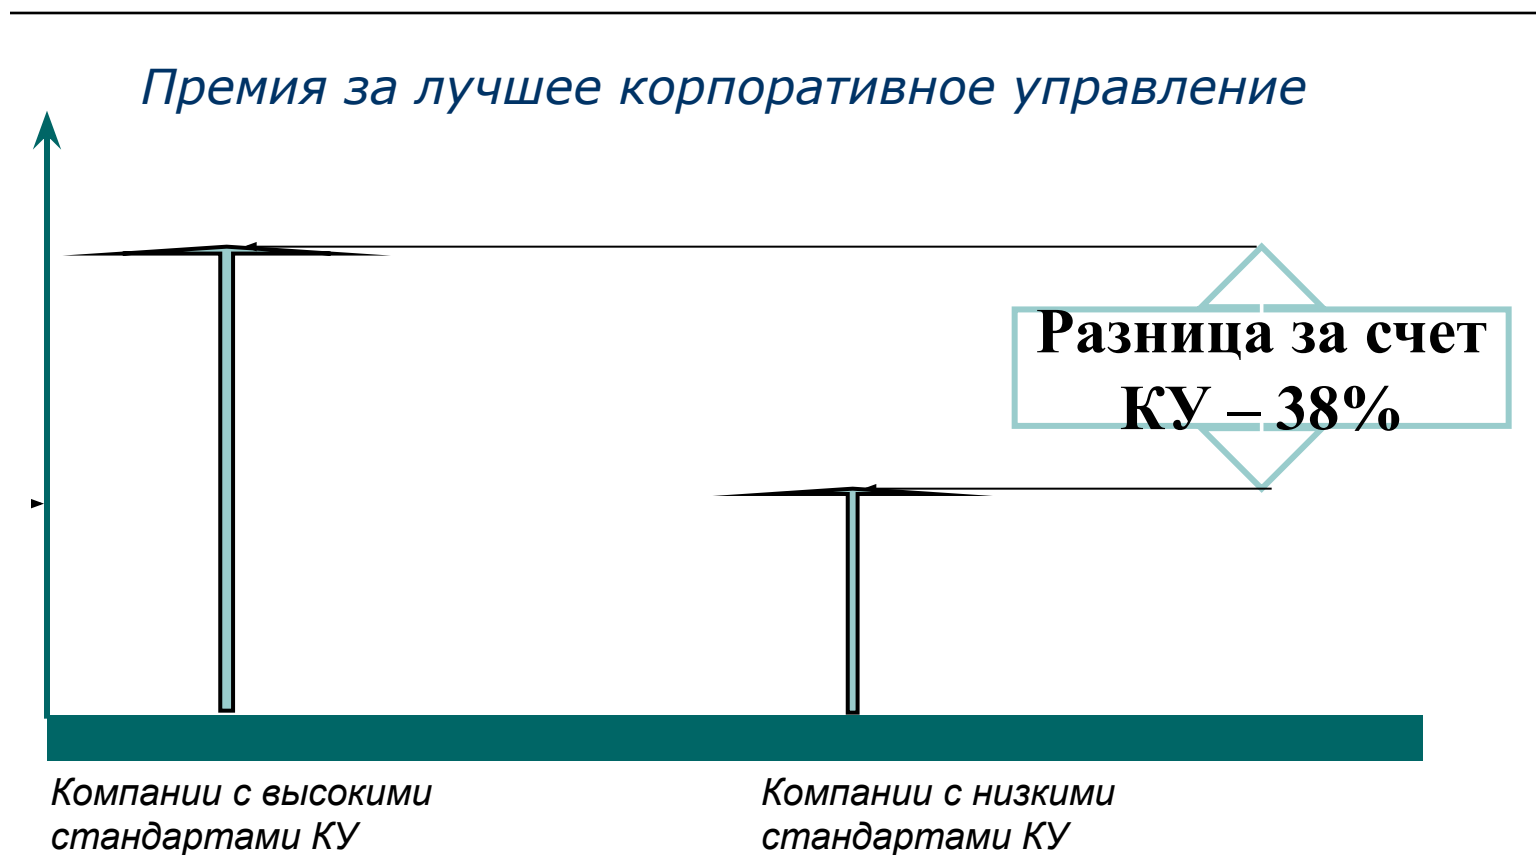 Премия за лучшее корпоративное управление
Разница за счет
КУ – 38%
Компании с высокими
стандартами КУ
Компании с низкими
стандартами КУ